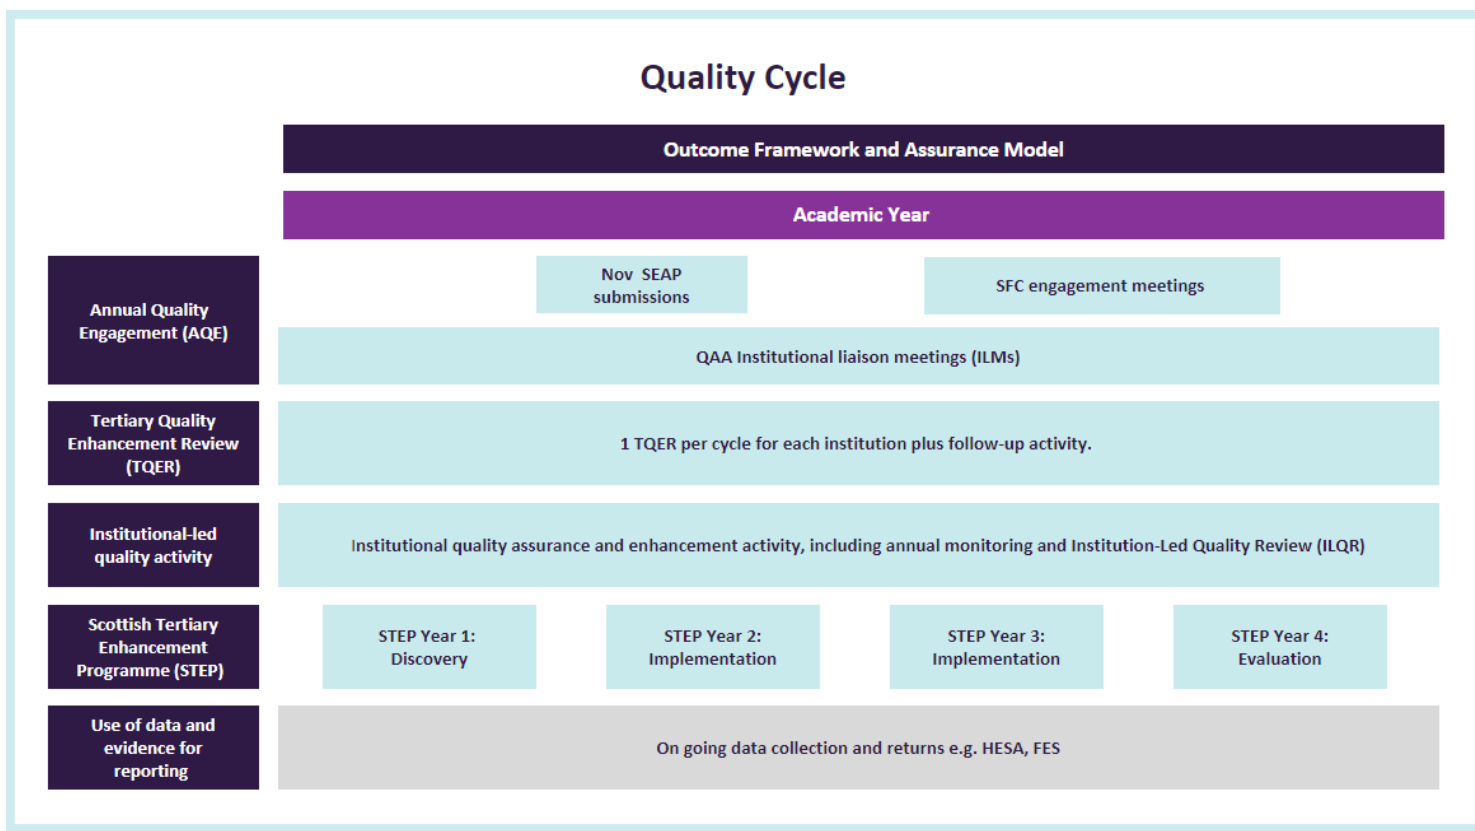 Quality Cycle
Outcome Framework and Assurance Model
Academic Year
Annual Quality
Engagement (AQE)
Nov SEAP
submissions
SFC engagement meetings
QAA Institutional liaison meetings (ILMs)
Tertiary Quality
Enhancement Review
(TQER)
1 TQER per cycle for each institution plus follow-up activity.
Institutional-led
quality activity
Institutional quality assurance and enhancement activity, including annual monitoring and Institution-Led Quality Review (ILQR)
Scottish Tertiary
Enhancement
Programme (STEP)
STEP Year 1:
Discovery
STEP Year 2:
Implementation
STEP Year 3:
Implementation
STEP Year 4:
Evaluation
Use of data and
evidence for
reporting
On going data collection and returns e.g. HESA, FES